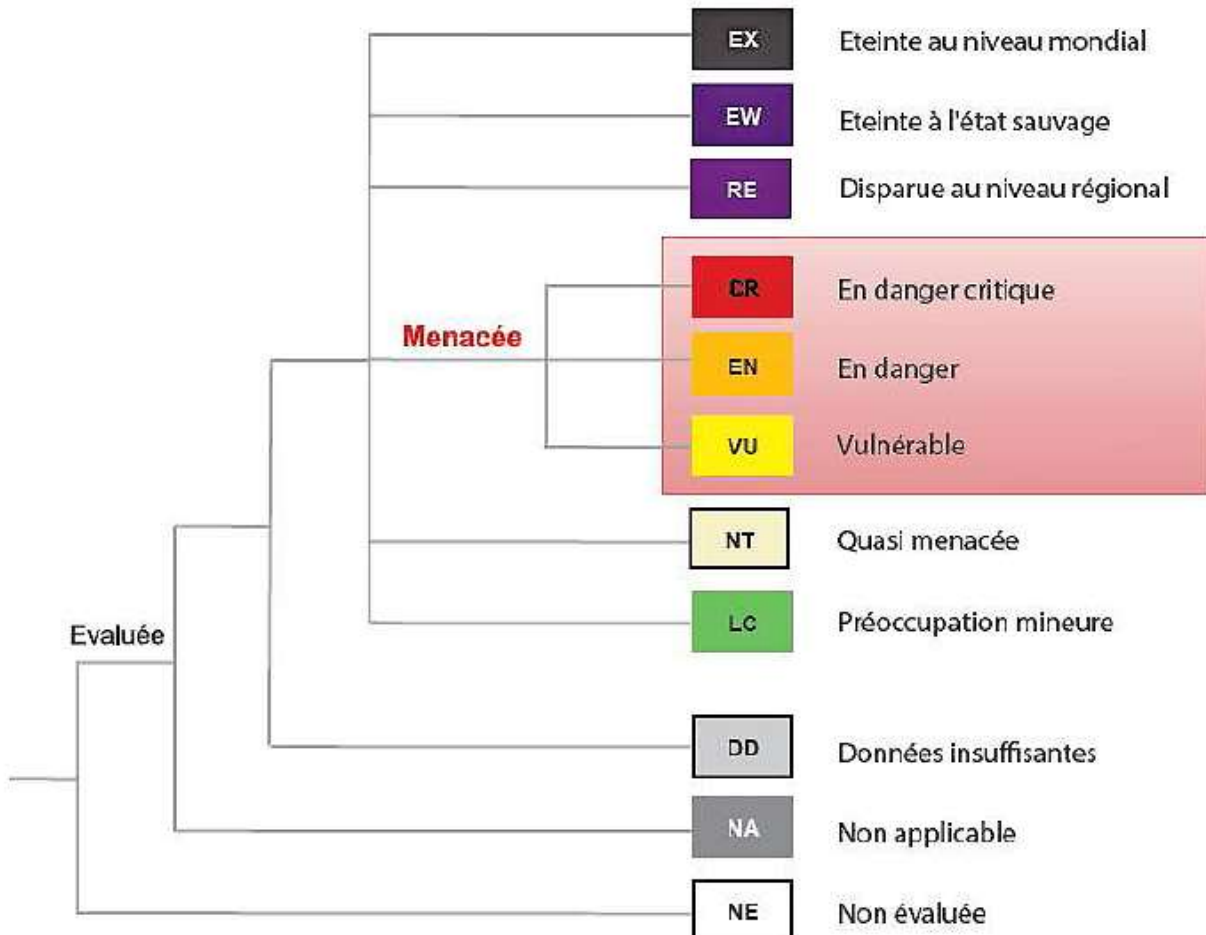 EX Eteinte au niveau mondial
EW Eteinte à l'état sauvage
RE Disparue au niveau régional
CR En danger critique
Menacée
EN En danger
VU Vulnérable
NT Quasi menacée
LC Préoccupation mineure
Evaluée
DD Données insuffisantes
NA Non applicable
NE Non évaluée